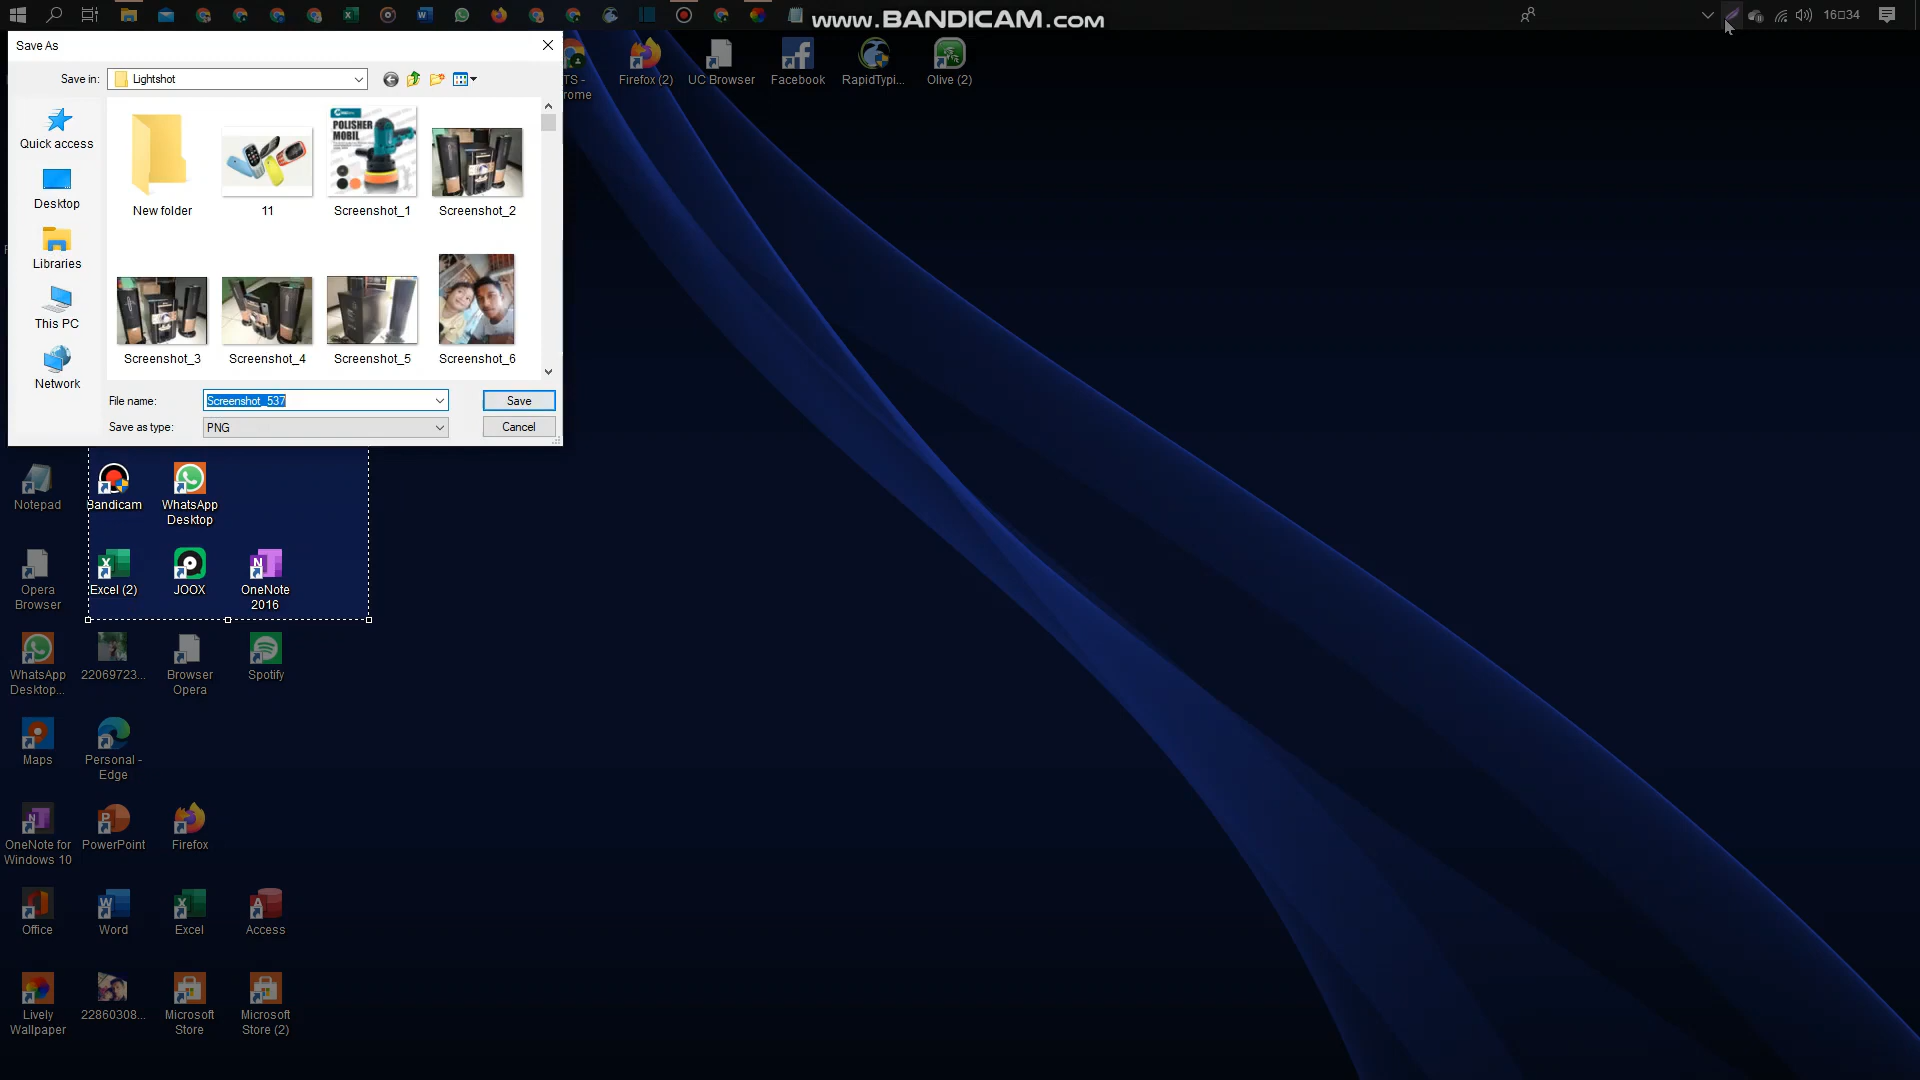 WWW.BANDICAM.COM
16□34
Save As
Save in:
Lightshot
Quick access
Desktop
Libraries
This PC
Network
POLISHER
MOBIL
New folder
11
Screenshot_1
Screenshot_2
Screenshot_3
Screenshot_4
Screenshot_5
Screenshot_6
File name:
Screenshot_537
Save
Save as type:
PNG
Cancel
TS -
rome
Firefox (2)
UC Browser
Facebook
RapidTypi...
Olive (2)
Notepad
Bandicam
WhatsApp
Desktop
Opera
Browser
Excel (2)
JOOX
OneNote
2016
WhatsApp
Desktop...
22069723...
Browser
Opera
Spotify
Maps
Personal -
Edge
OneNote for
Windows 10
PowerPoint
Firefox
Office
Word
Excel
Access
Lively
Wallpaper
22860308...
Microsoft
Store
Microsoft
Store (2)